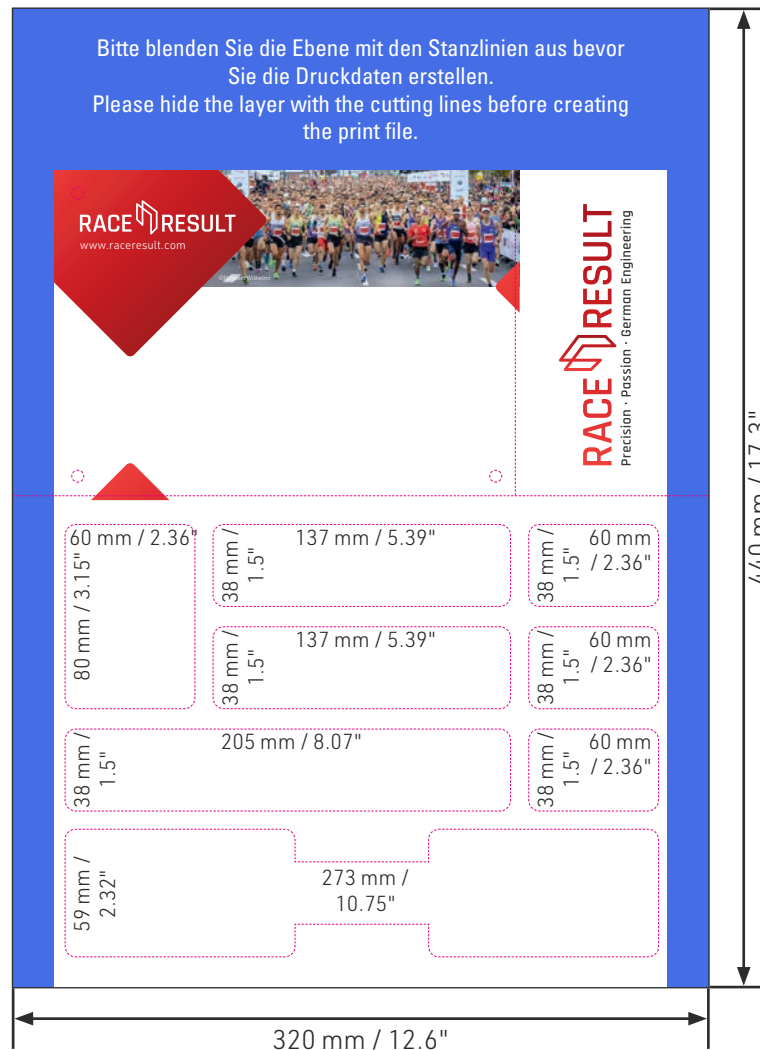 Bitte blenden Sie die Ebene mit den Stanzlinien aus bevor
Sie die Druckdaten erstellen.
Please hide the layer with the cutting lines before creating
the print file.
RACE RESULT
www.raceresult.com
RACE RESULT
Precision · Passion · German Engineering
440 mm / 17.3"
60 mm / 2.36"
80 mm / 3.15"
38 mm /
1.5"
137 mm / 5.39"
38 mm /
1.5"
60 mm
/ 2.36"
38 mm /
1.5"
137 mm / 5.39"
38 mm /
1.5"
60 mm
/ 2.36"
38 mm /
1.5"
205 mm / 8.07"
38 mm /
1.5"
60 mm
/ 2.36"
59 mm /
2.32"
273 mm /
10.75"
320 mm / 12.6"